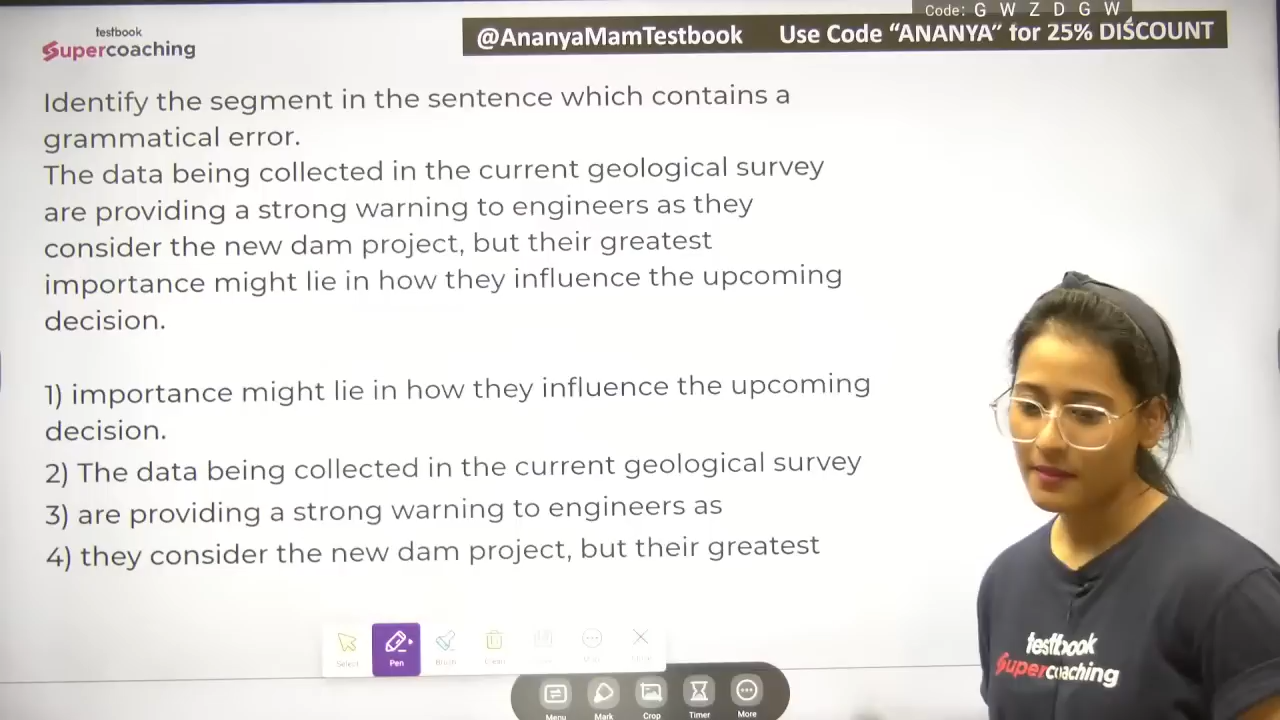 Code: G W Z D G W
testbook
Supercoaching
@AnanyaMamTestbook Use Code “ANANYA” for 25% DISCOUNT
Identify the segment in the sentence which contains a
grammatical error.
The data being collected in the current geological survey
are providing a strong warning to engineers as they
consider the new dam project, but their greatest
importance might lie in how they influence the upcoming
decision.
1) importance might lie in how they influence the upcoming
decision.
2) The data being collected in the current geological survey
3) are providing a strong warning to engineers as
4) they consider the new dam project, but their greatest
testbook
Supercoaching
Select
Pen
Brush
Menu
Mark
Crop
Timer
More